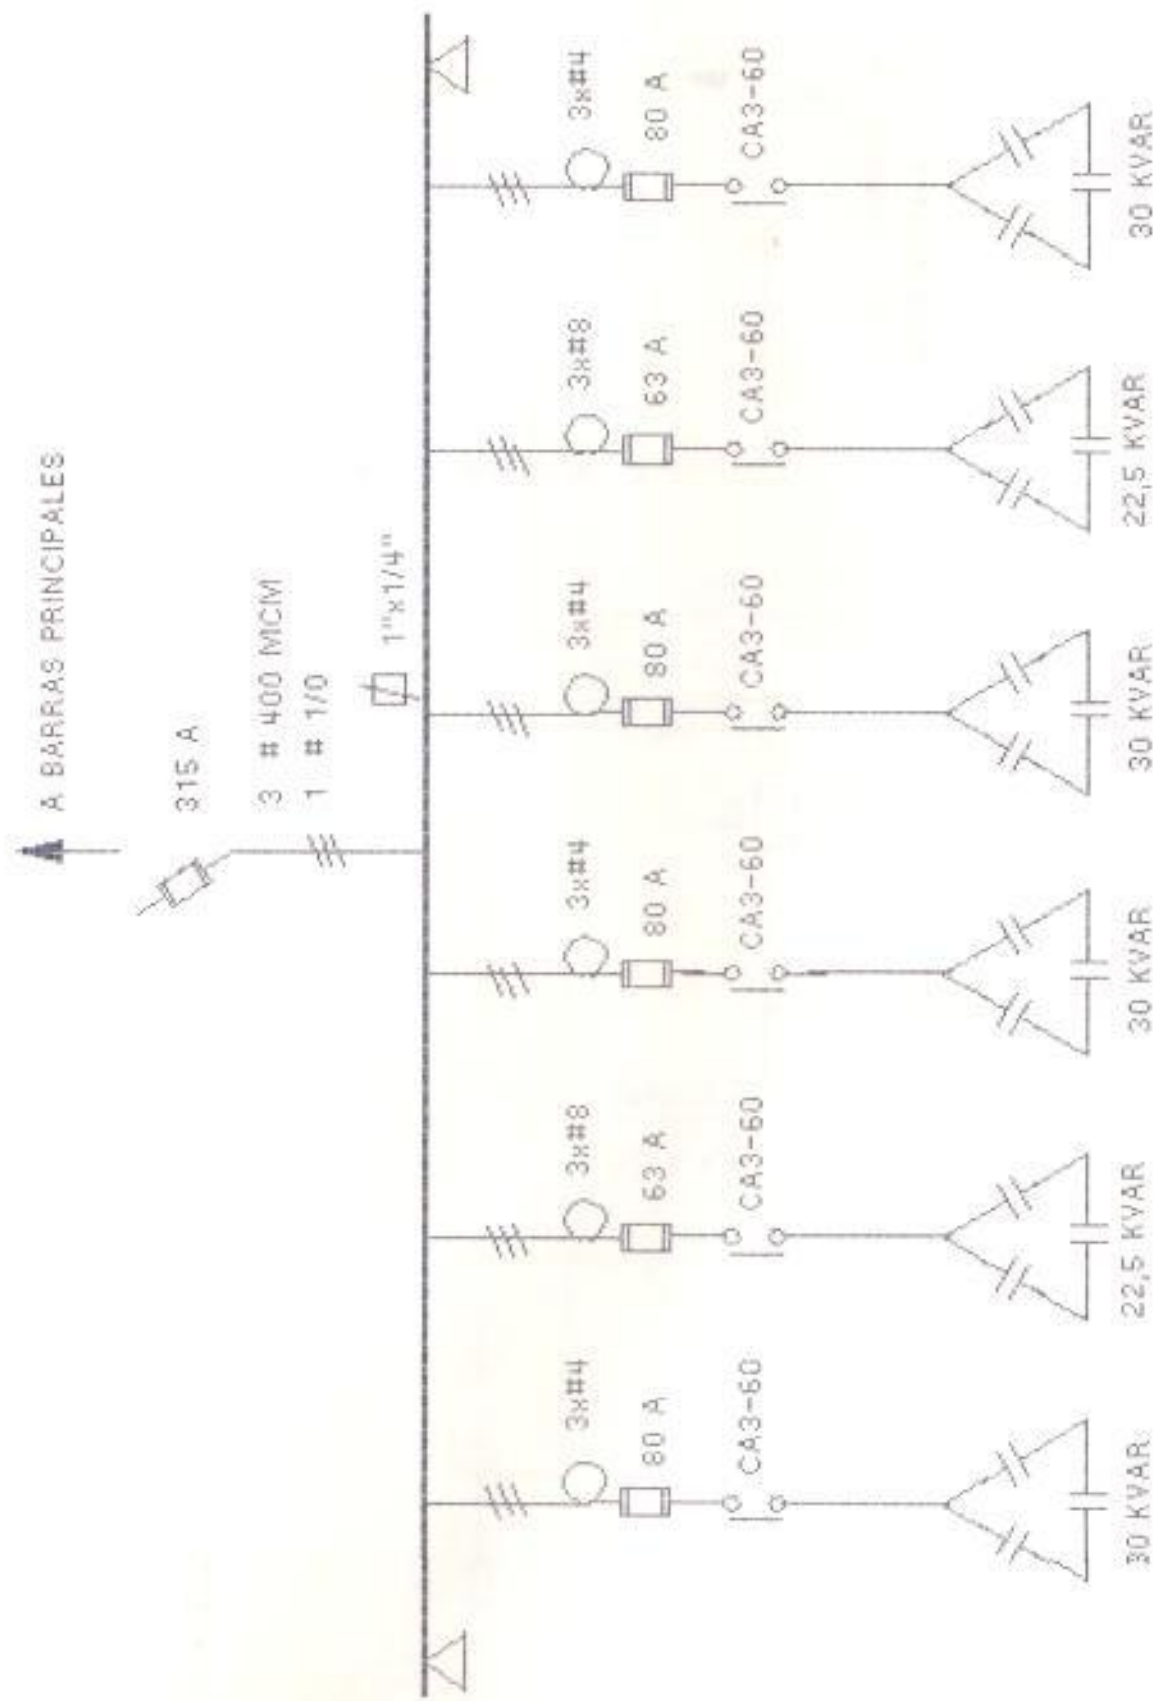 A BARRAS PRINCIPALES
315 A
3 # 400 MCM
1 # 1/0
1"x1/4"
3x#4
80 A
CA3-60
30 KVAR
3x#8
63 A
CA3-60
22,5 KVAR
3x#4
80 A
CA3-60
30 KVAR
3x#4
80 A
CA3-60
30 KVAR
3x#8
63 A
CA3-60
22,5 KVAR
3x#4
80 A
CA3-60
30 KVAR